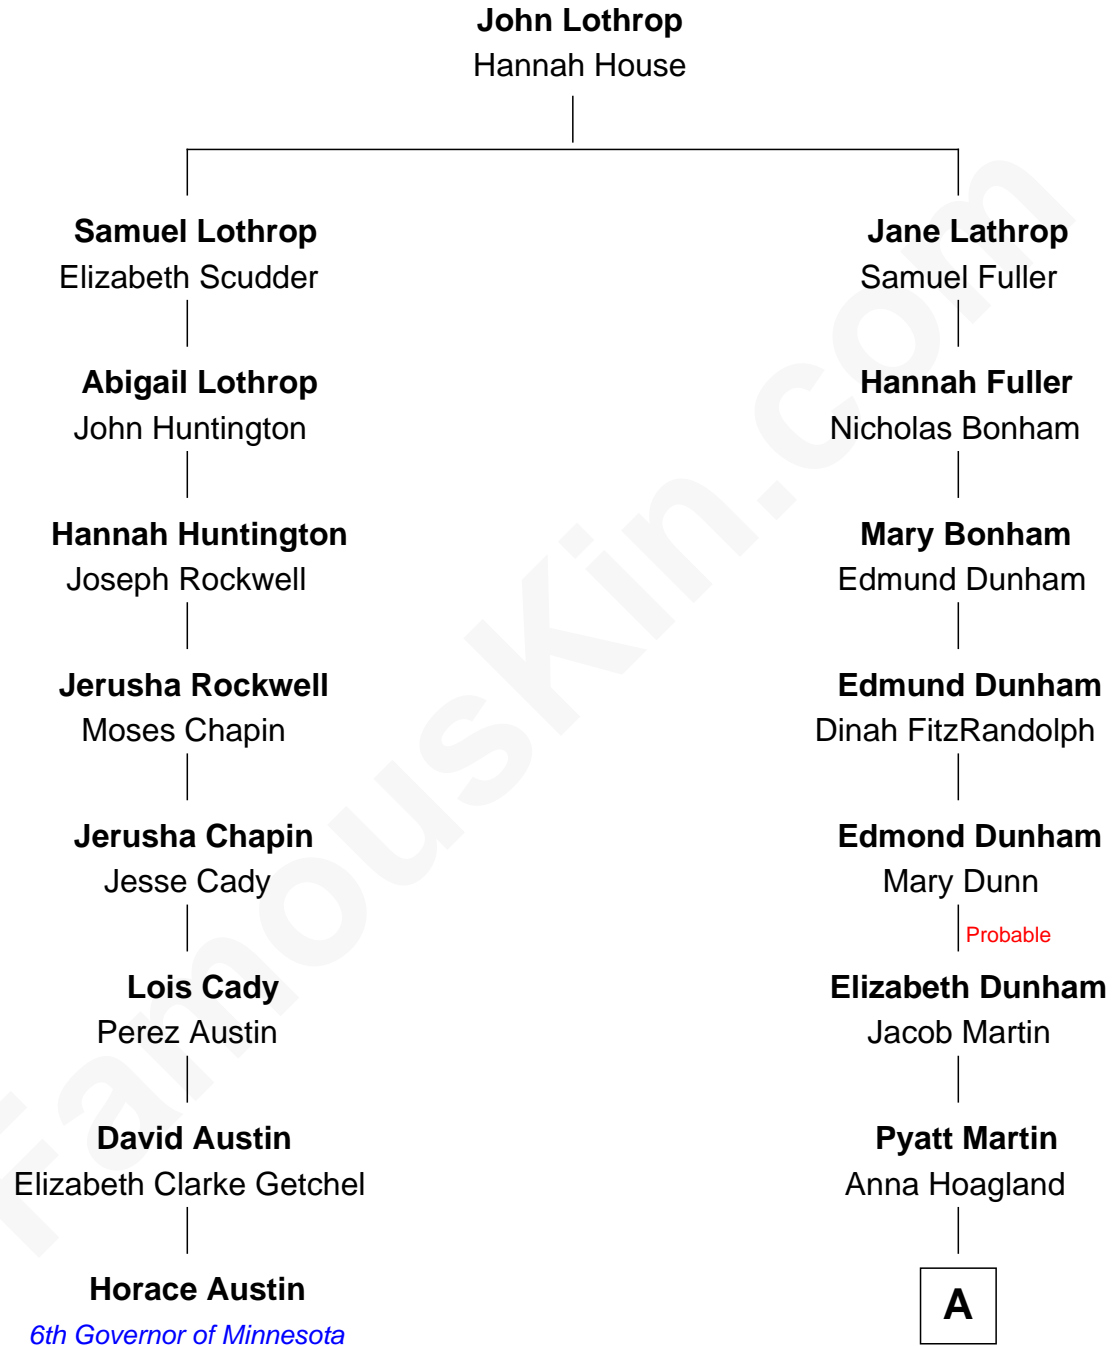 John Lothrop
Hannah House
Samuel Lothrop
Elizabeth Scudder
Jane Lathrop
Samuel Fuller
Abigail Lothrop
John Huntington
Hannah Fuller
Nicholas Bonham
Hannah Huntington
Joseph Rockwell
Mary Bonham
Edmund Dunham
Jerusha Rockwell
Moses Chapin
Edmund Dunham
Dinah FitzRandolph
Jerusha Chapin
Jesse Cady
Edmond Dunham
Mary Dunn
Probable
Lois Cady
Perez Austin
Elizabeth Dunham
Jacob Martin
David Austin
Elizabeth Clarke Getchel
Pyatt Martin
Anna Hoagland
Horace Austin
6th Governor of Minnesota
A
FamousKin.com